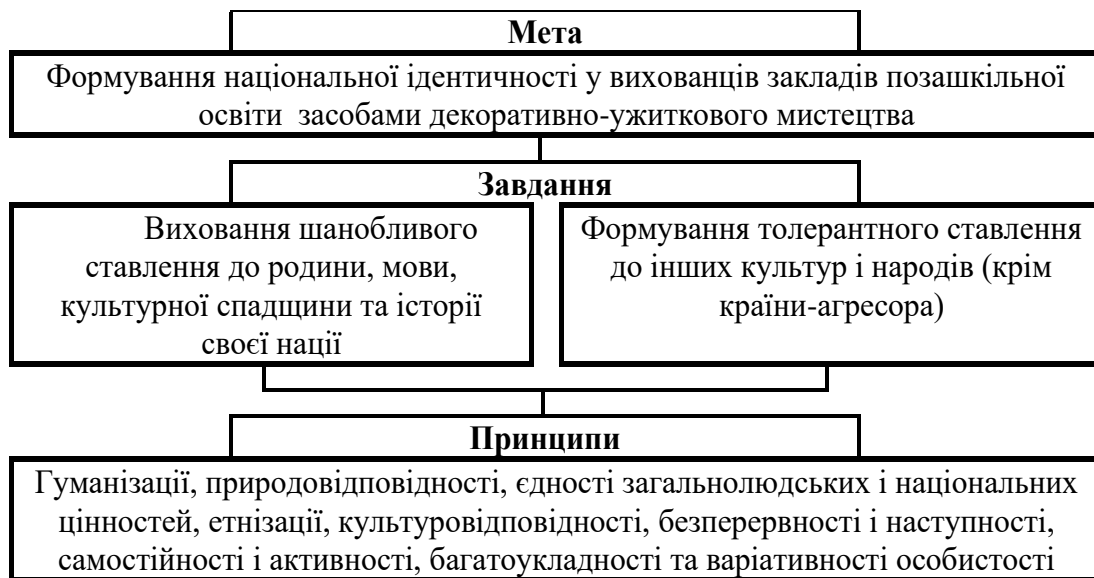 Мета
Формування національної ідентичності у вихованців закладів позашкільної
освіти засобами декоративно-ужиткового мистецтва
Завдання
Виховання шанобливого
ставлення до родини, мови,
культурної спадщини та історії
своєї нації
Формування толерантного ставлення
до інших культур і народів (крім
країни-агресора)
Принципи
Гуманізації, природовідповідності, єдності загальнолюдських і національних
цінностей, етнізації, культуровідповідності, безперервності і наступності,
самостійності і активності, багатоукладності та варіативності особистості